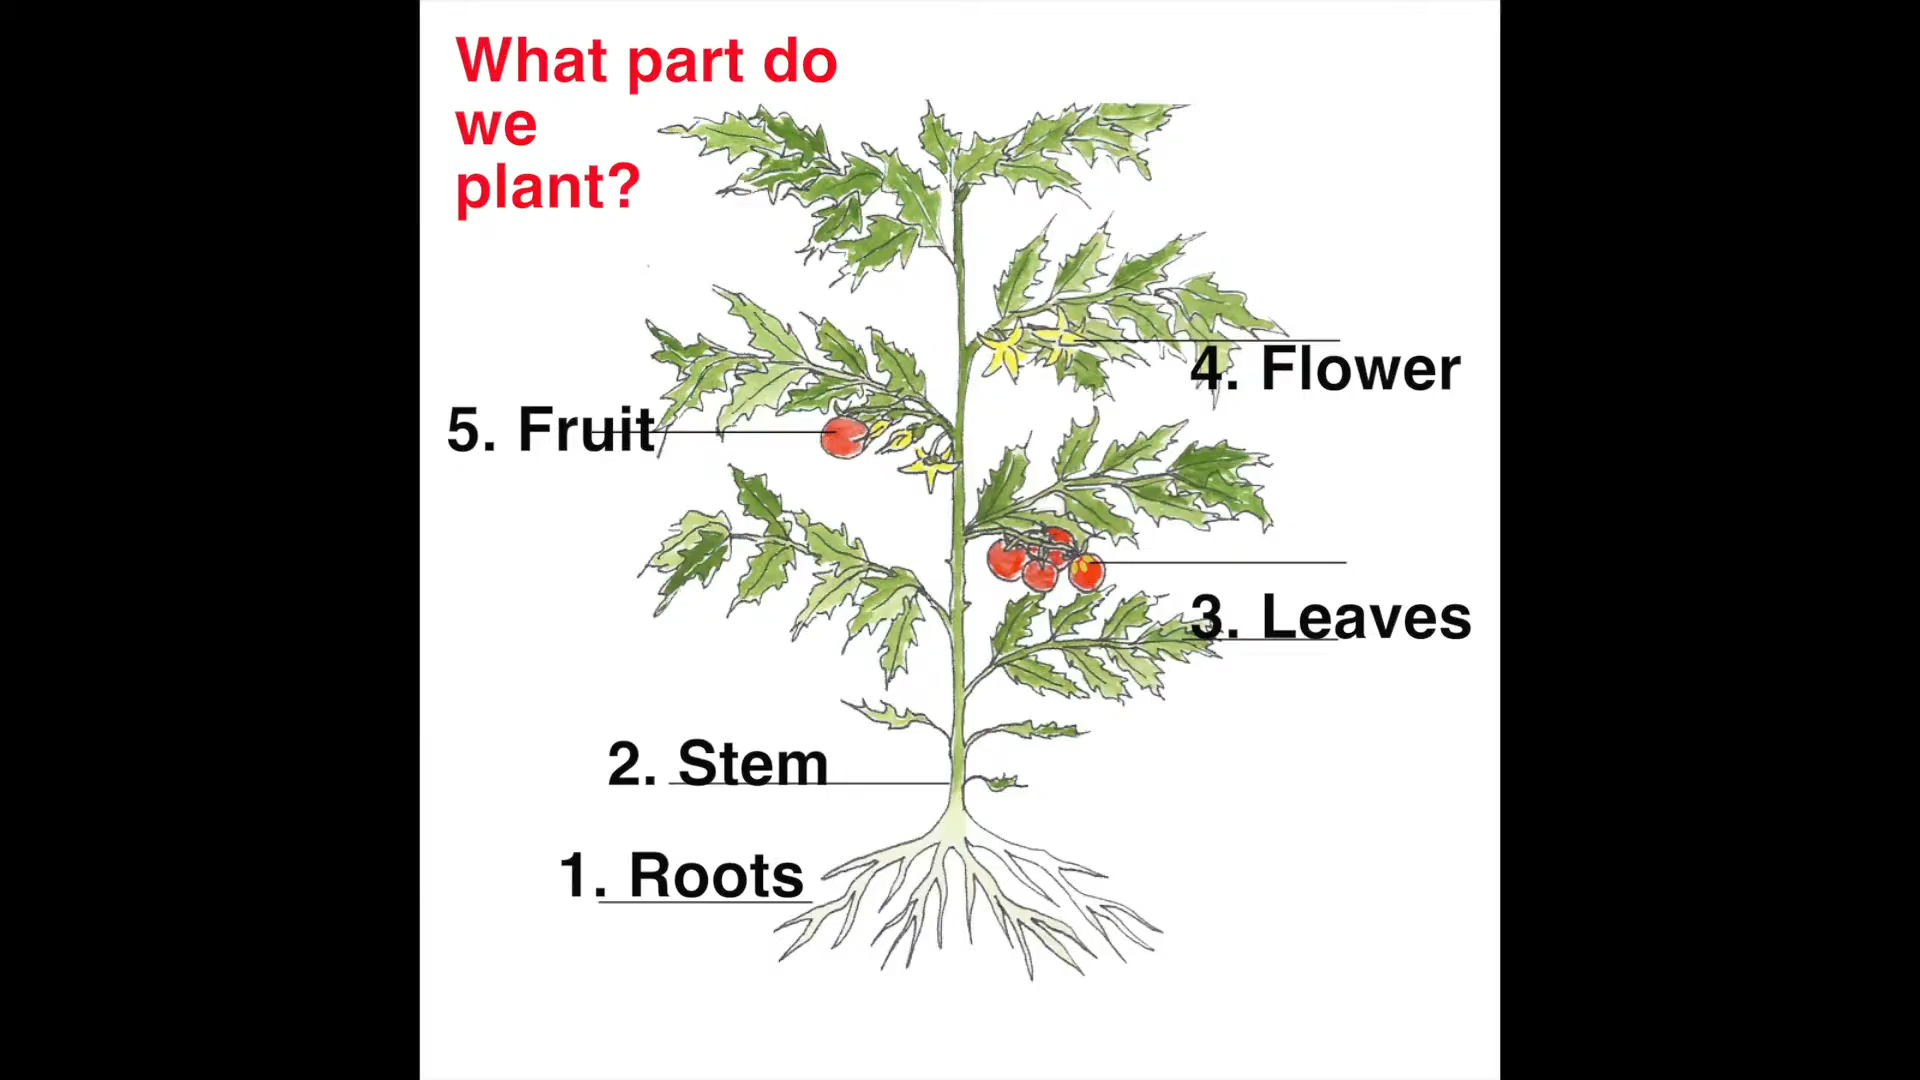 What part do
we
plant?
4. Flower
5. Fruit
3. Leaves
2. Stem
1. Roots